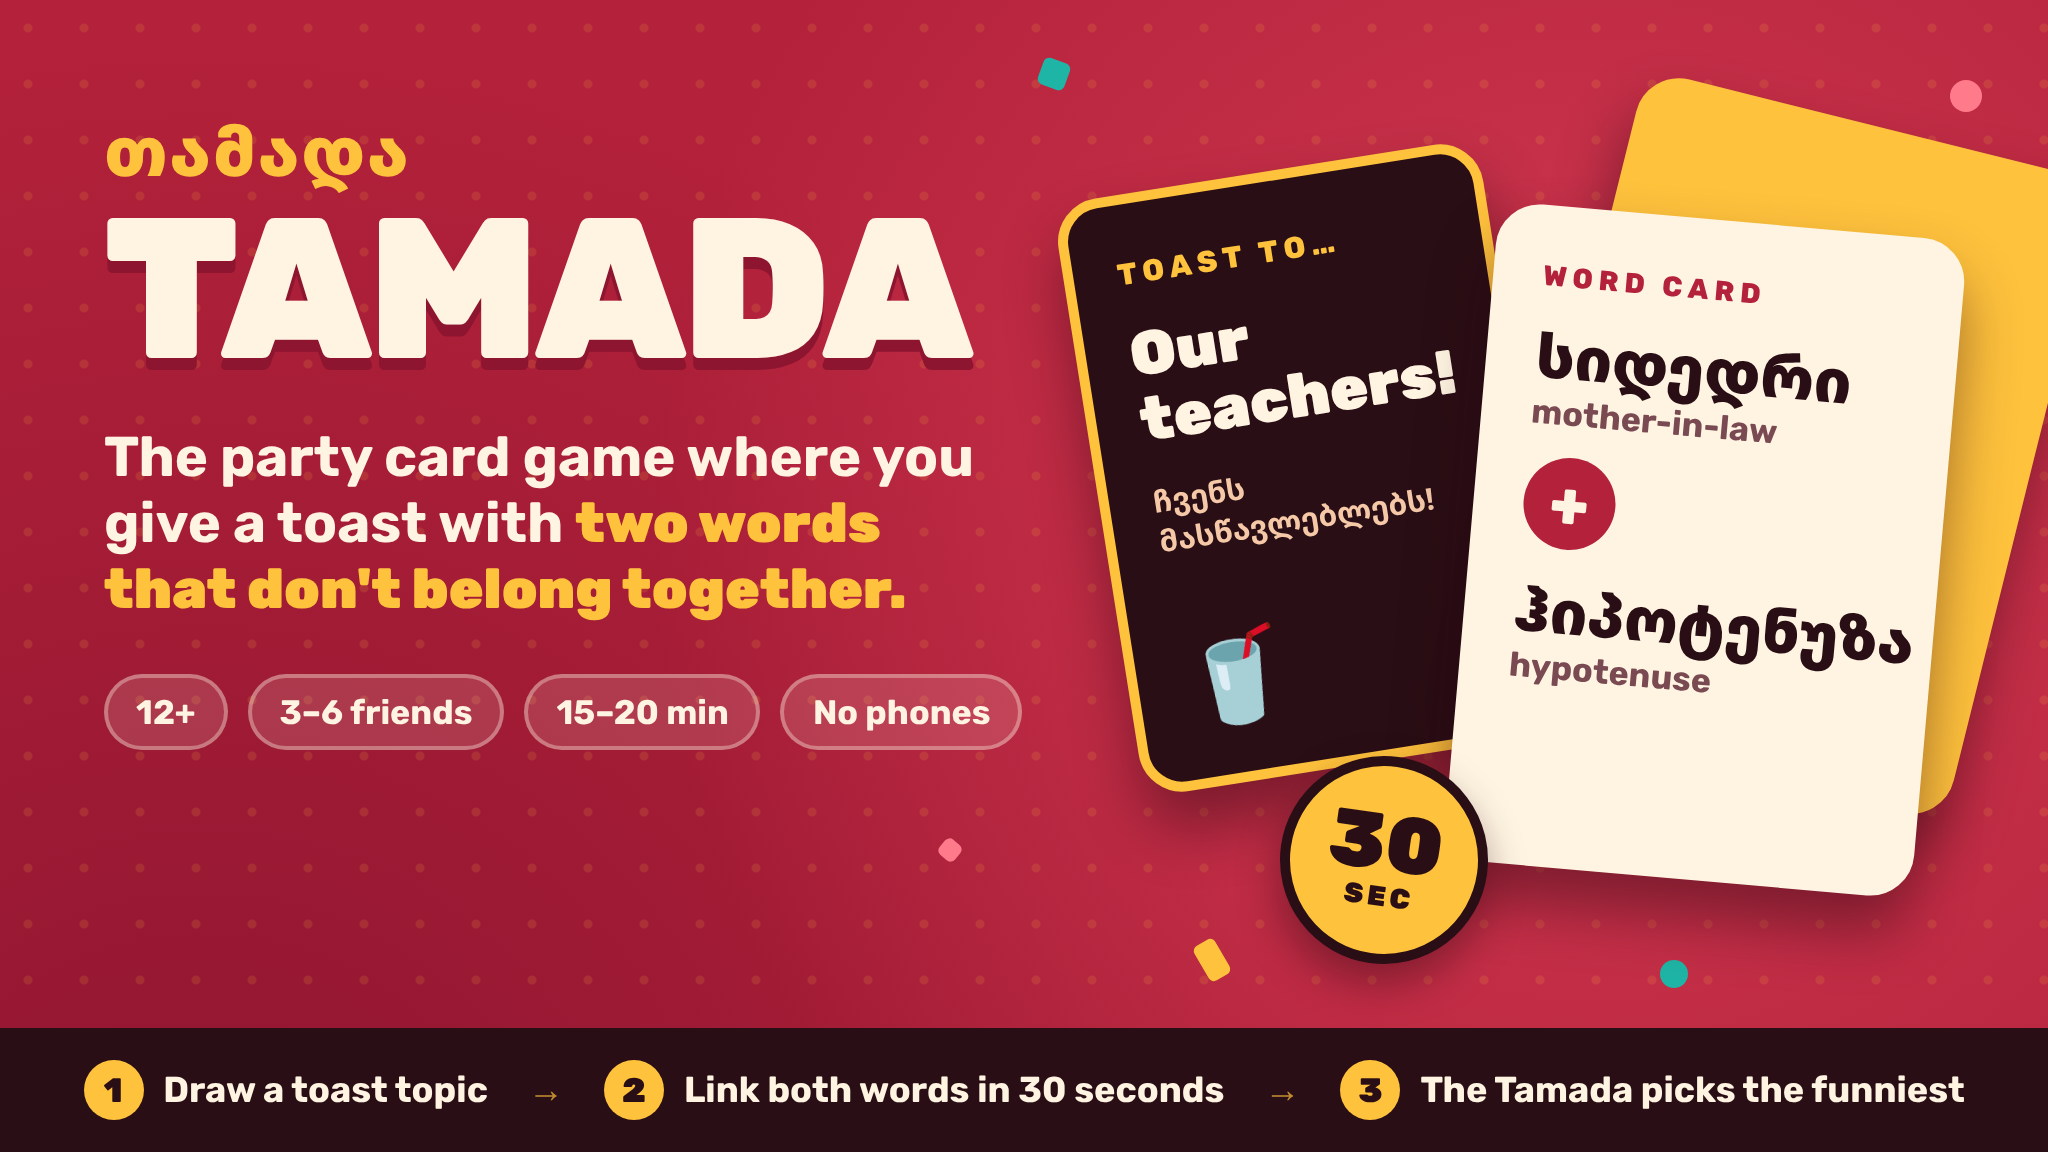 თამადა
TAMADA
The party card game where you
give a toast with two words
that don't belong together.
12+
3–6 friends
15–20 min
No phones
TOAST TO...
Our
teachers!
ჩვენს
მასწავლებლებს!
WORD CARD
სიდედრი
mother-in-law
+
ჰიპოტენუზა
hypotenuse
30
SEC
1 Draw a toast topic → 2 Link both words in 30 seconds → 3 The Tamada picks the funniest